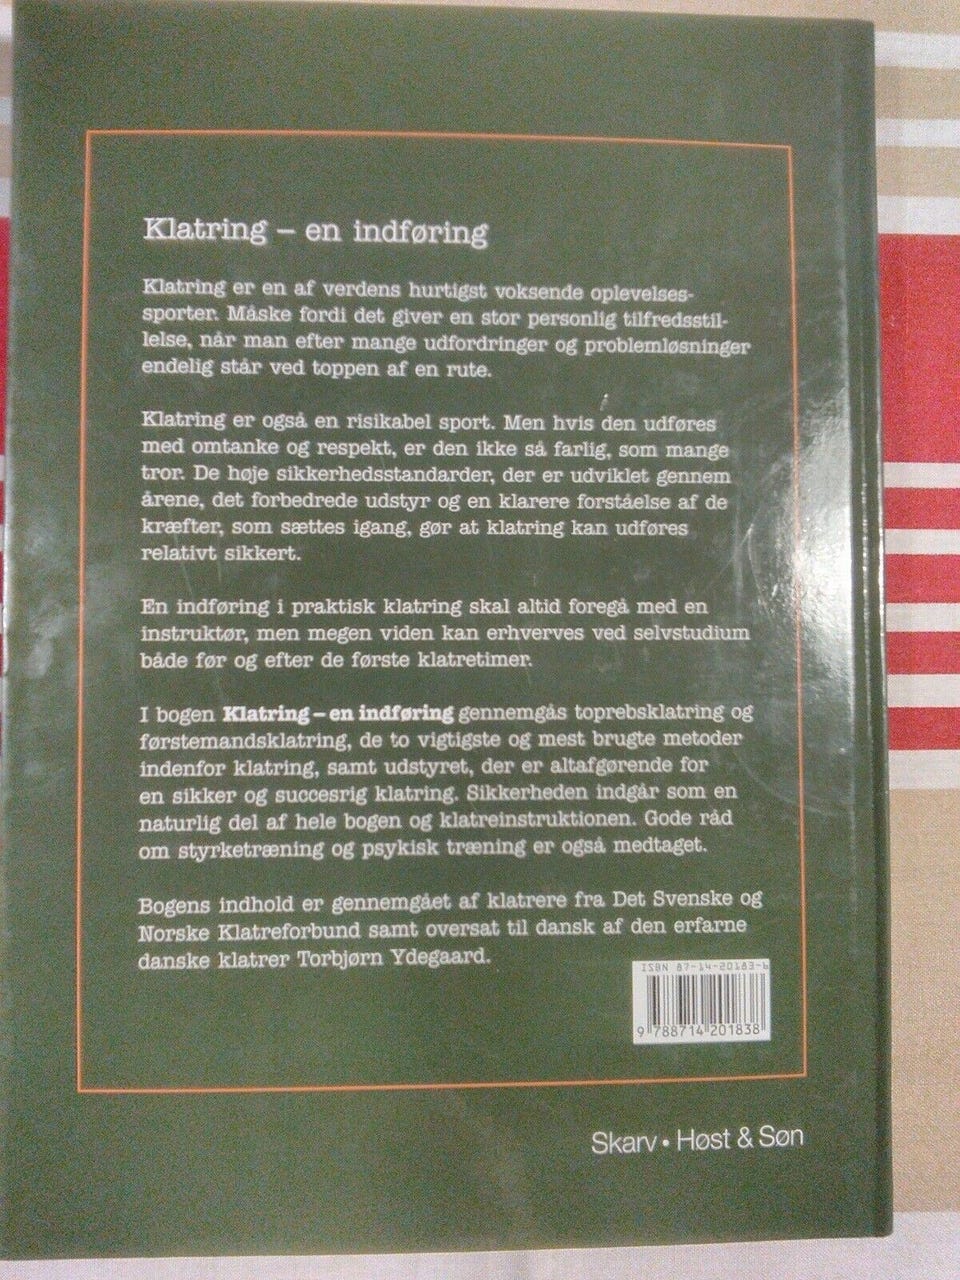 Klatring – en indføring
Klatring er en af verdens hurtigst voksende oplevelses-
sporter. Måske fordi det giver en stor personlig tilfredsstil-
lelse, når man efter mange udfordringer og problemløsninger
endelig står ved toppen af en rute.
Klatring er også en risikabel sport. Men hvis den udføres
med omtanke og respekt, er den ikke så farlig, som mange
tror. De høje sikkerhedsstandarder, der er udviklet gennem
årene, det forbedrede udstyr og en klarere forståelse af de
kræfter, som sættes igang, gør at klatring kan udføres
relativt sikkert.
En indføring i praktisk klatring skal altid foregå med en
instruktør, men megen viden kan erhverves ved selvstudium
både før og efter de første klatretimer.
I bogen Klatring – en indføring gennemgås toprebsklatring og
førstemandsklatring, de to vigtigste og mest brugte metoder
indenfor klatring, samt udstyret, der er altafgørende for
en sikker og succesrig klatring. Sikkerheden indgår som en
naturlig del af hele bogen og klatreinstruktionen. Gode råd
om styrketræning og psykisk træning er også medtaget.
Bogens indhold er gennemgået af klatrere fra Det Svenske og
Norske Klatreforbund samt oversat til dansk af den erfarne
danske klatrer Torbjørn Ydegaard.
ISBN 87-14-20183-6
9 788714 201838
Skarv • Høst & Søn